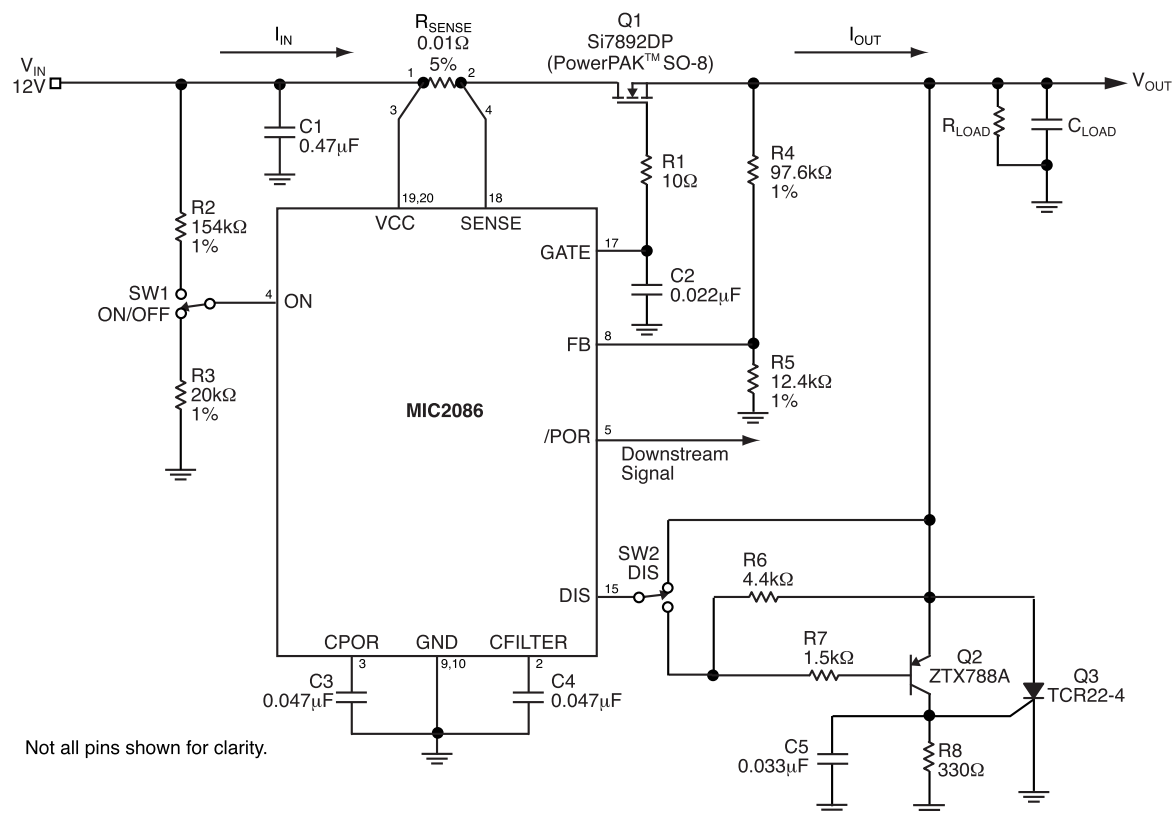 I_IN
R_SENSE
0.01Ω
5%
Q1
Si7892DP
(PowerPAK™ SO-8)
I_OUT
V_IN
12V
1
2
3
4
V_OUT
C1
0.47µF
R1
10Ω
R4
97.6kΩ
1%
R_LOAD
C_LOAD
R2
154kΩ
1%
19,20
18
VCC
SENSE
GATE
17
C2
0.022µF
SW1
ON/OFF
4
ON
FB
8
R5
12.4kΩ
1%
R3
20kΩ
1%
MIC2086
/POR
5
Downstream
Signal
SW2
DIS
DIS
15
R6
4.4kΩ
CPOR
GND
CFILTER
3
9,10
2
R7
1.5kΩ
Q2
ZTX788A
Q3
TCR22-4
C3
0.047µF
C4
0.047µF
C5
0.033µF
R8
330Ω
Not all pins shown for clarity.